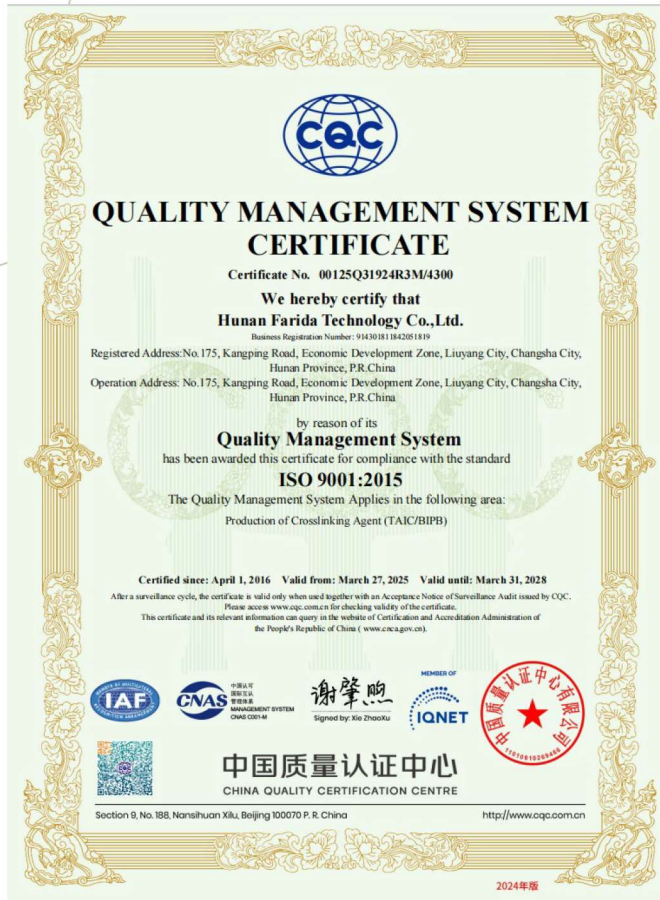 CQC
QUALITY MANAGEMENT SYSTEM
CERTIFICATE
Certificate No. 00125Q31924R3M/4300
We hereby certify that
Hunan Farida Technology Co.,Ltd.
Business Registration Number: 914301811842051819
Registered Address:No.175, Kangping Road, Economic Development Zone, Liuyang City, Changsha City,
Hunan Province, P.R.China
Operation Address: No.175, Kangping Road, Economic Development Zone, Liuyang City, Changsha City,
Hunan Province, P.R.China
by reason of its
Quality Management System
has been awarded this certificate for compliance with the standard
ISO 9001:2015
The Quality Management System Applies in the following area:
Production of Crosslinking Agent (TAIC/BIPB)
Certified since: April 1, 2016 Valid from: March 27, 2025 Valid until: March 31, 2028
After a surveillance cycle, the certificate is valid only when used together with an Acceptance Notice of Surveillance Audit issued by CQC.
Please access www.cqc.com.cn for checking validity of the certificate.
This certificate and its relevant information can query in the website of Certification and Accreditation Administration of
the People's Republic of China ( www.cnca.gov.cn).
MEMBER OF MULTILATERAL
IAF
RECOGNITION ARRANGEMENT
CNAS
中国认可
国际互认
管理体系
MANAGEMENT SYSTEM
CNAS C001-M
谢肇煦
Signed by: Xie ZhaoXu
MEMBER OF
IQNET
中国质量认证中心有限公司
中国质量认证中心
CHINA QUALITY CERTIFICATION CENTRE
Section 9, No. 188, Nansihuan Xilu, Beijing 100070 P. R. China
http://www.cqc.com.cn
2024年版